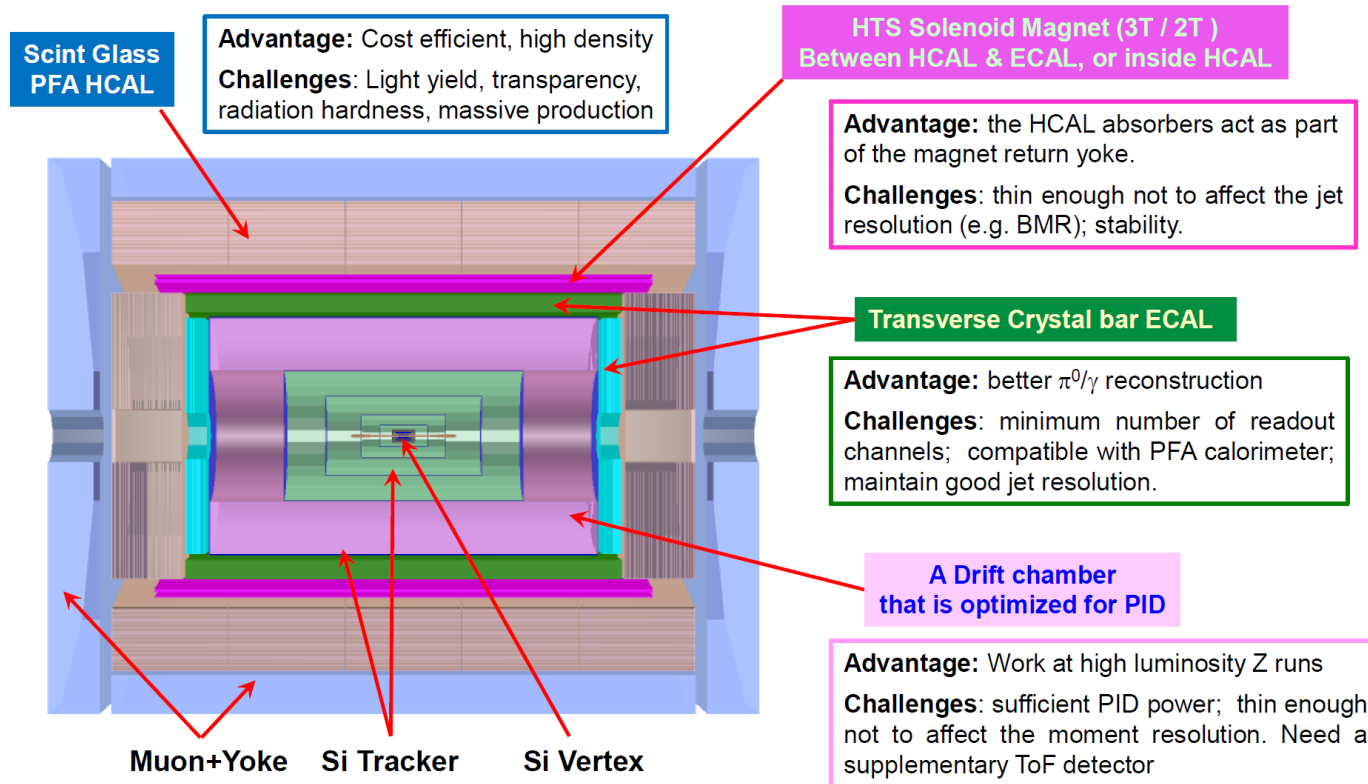 Scint Glass
PFA HCAL
Advantage: Cost efficient, high density
Challenges: Light yield, transparency,
radiation hardness, massive production
HTS Solenoid Magnet (3T / 2T )
Between HCAL & ECAL, or inside HCAL
Advantage: the HCAL absorbers act as part
of the magnet return yoke.
Challenges: thin enough not to affect the jet
resolution (e.g. BMR); stability.
Transverse Crystal bar ECAL
Advantage: better π⁰/γ reconstruction
Challenges: minimum number of readout
channels; compatible with PFA calorimeter;
maintain good jet resolution.
A Drift chamber
that is optimized for PID
Advantage: Work at high luminosity Z runs
Challenges: sufficient PID power; thin enough
not to affect the moment resolution. Need a
supplementary ToF detector
Muon+Yoke
Si Tracker
Si Vertex